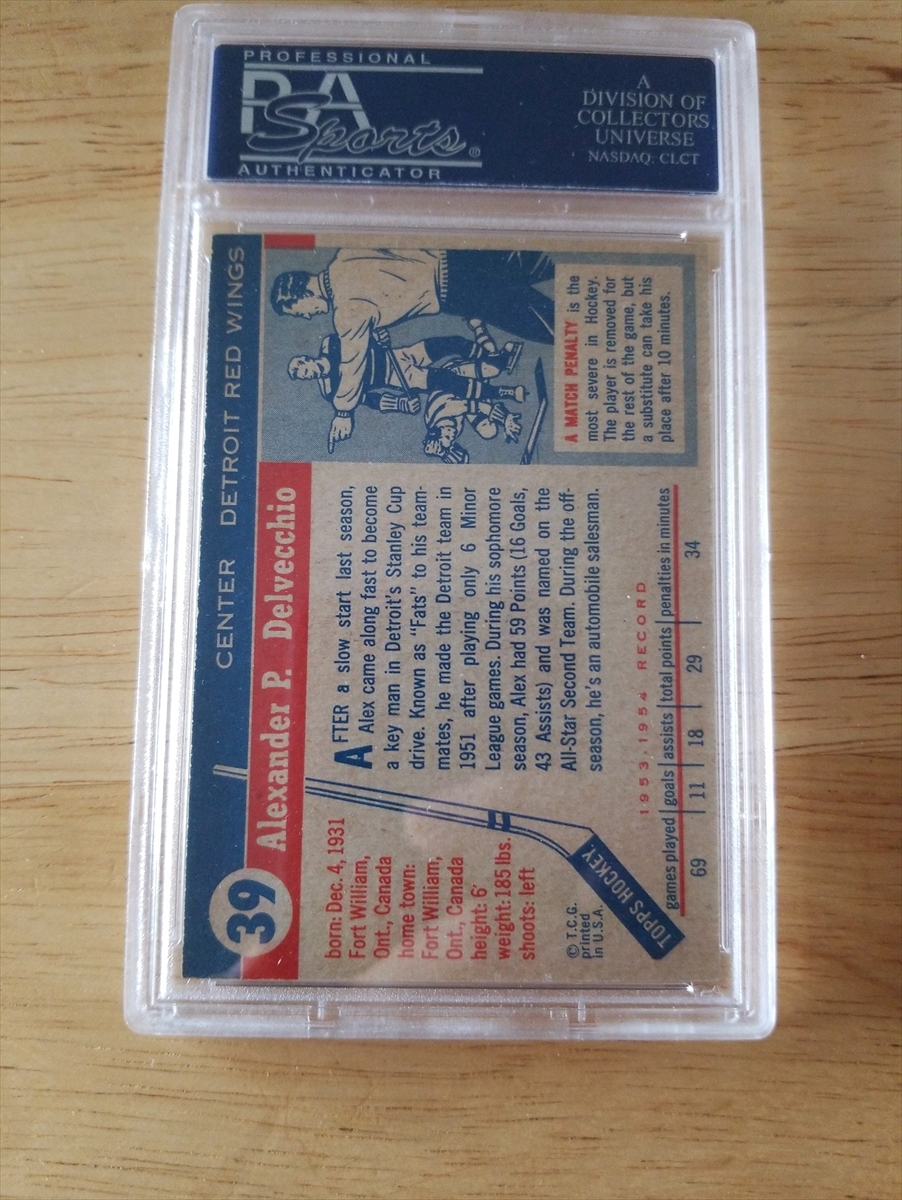 PROFESSIONAL
PSA
Sports®
AUTHENTICATOR
A
DIVISION OF
COLLECTORS
UNIVERSE
NASDAQ: CLCT
39
CENTER DETROIT RED WINGS
Alexander P. Delvecchio
born: Dec. 4, 1931
Fort William,
Ont., Canada
home town:
Fort William,
Ont., Canada
height: 6'
weight: 185 lbs.
shoots: left
© T.C.G.
printed
in U.S.A.
TOPPS HOCKEY
AFTER a slow start last season,
Alex came along fast to become
a key man in Detroit's Stanley Cup
drive. Known as "Fats" to his team-
mates, he made the Detroit team in
1951 after playing only 6 Minor
League games. During his sophomore
season, Alex had 59 Points (16 Goals,
43 Assists) and was named on the
All-Star Second Team. During the off-
season, he's an automobile salesman.
A MATCH PENALTY is the
most severe in Hockey.
The player is removed for
the rest of the game, but
a substitute can take his
place after 10 minutes.
1953-1954 RECORD
games played goals assists total points penalties in minutes
69 11 18 29 34